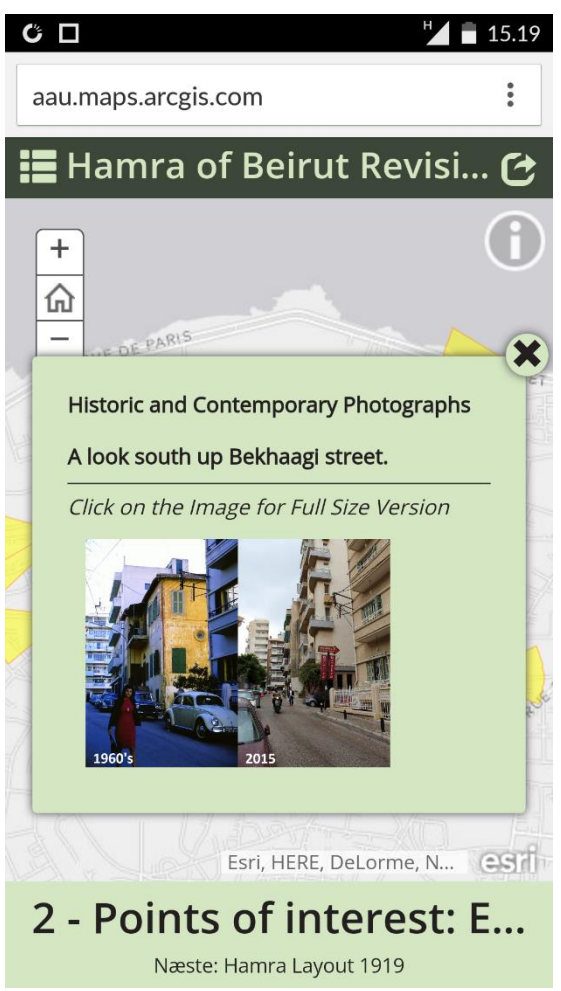 H
15.19
aau.maps.arcgis.com
Hamra of Beirut Revisi...
+
−
DE PARIS
Historic and Contemporary Photographs
A look south up Bekhaagi street.
Click on the Image for Full Size Version
1960's
2015
Esri, HERE, DeLorme, N...
esri
2 - Points of interest: E...
Næste: Hamra Layout 1919